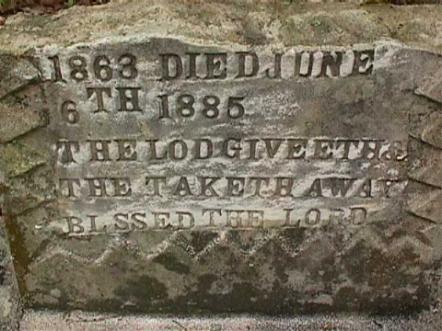 1863 DIED JUNE
6TH 1885
THE LOD GIVEETH &
THE TAKETH AWAY
BLSSED THE LORD